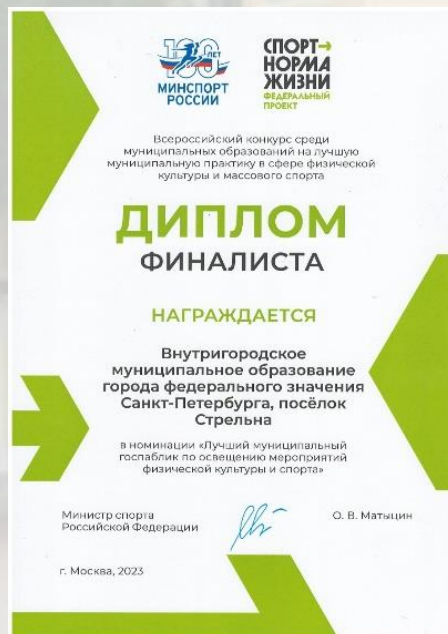 100 ЛЕТ
МИНСПОРТ
РОССИИ
СПОРТ→
НОРМА
ЖИЗНИ
ФЕДЕРАЛЬНЫЙ
ПРОЕКТ
Всероссийский конкурс среди
муниципальных образований на лучшую
муниципальную практику в сфере физической
культуры и массового спорта
ДИПЛОМ
ФИНАЛИСТА
НАГРАЖДАЕТСЯ
Внутригородское
муниципальное образование
города федерального значения
Санкт-Петербурга, посёлок
Стрельна
в номинации «Лучший муниципальный
госпаблик по освещению мероприятий
физической культуры и спорта»
Министр спорта
Российской Федерации
О. В. Матыцин
г. Москва, 2023